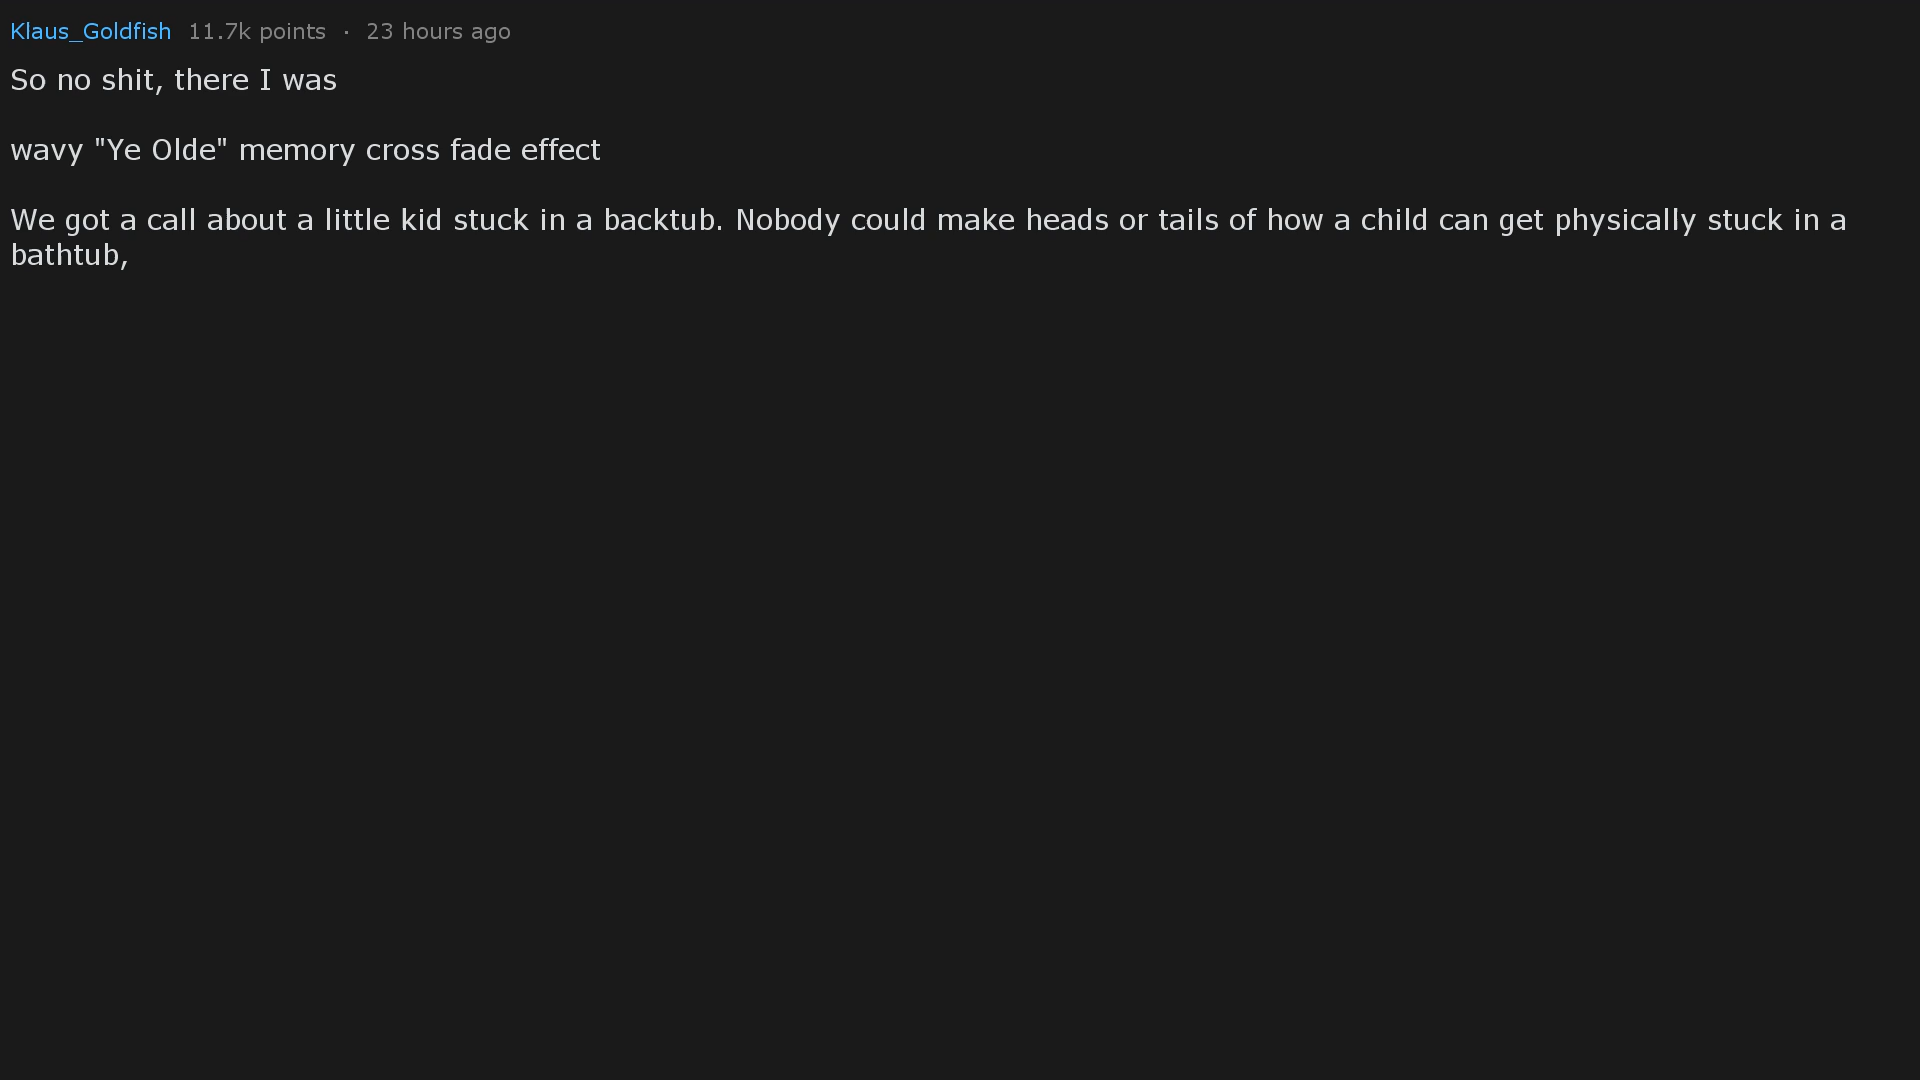 Klaus_Goldfish 11.7k points · 23 hours ago
So no shit, there I was
wavy "Ye Olde" memory cross fade effect
We got a call about a little kid stuck in a backtub. Nobody could make heads or tails of how a child can get physically stuck in a
bathtub,